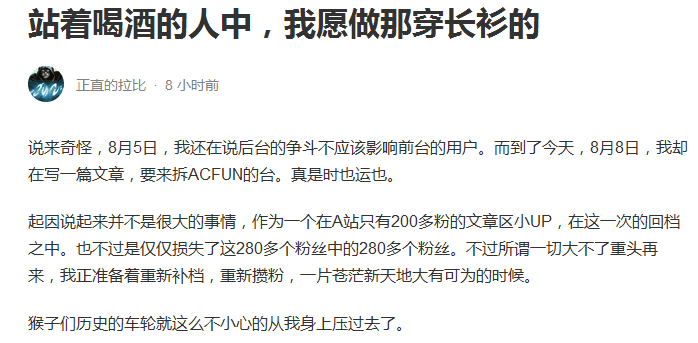 站着喝酒的人中，我愿做那穿长衫的
正直的拉比 · 8 小时前
说来奇怪，8月5日，我还在说后台的争斗不应该影响前台的用户。而到了今天，8月8日，我却
在写一篇文章，要来拆ACFUN的台。真是时也运也。
起因说起来并不是很大的事情，作为一个在A站只有200多粉的文章区小UP，在这一次的回档
之中。也不过是仅仅损失了这280多个粉丝中的280多个粉丝。不过所谓一切大不了重头再
来，我正准备着重新补档，重新攒粉，一片苍茫新天地大有可为的时候。
猴子们历史的车轮就这么不小心的从我身上压过去了。